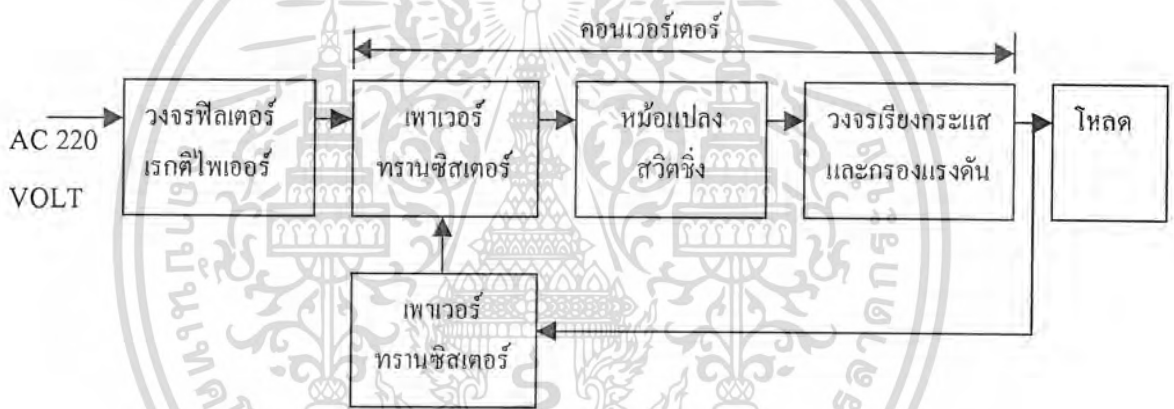 คอนเวอร์เตอร์
AC 220
VOLT
วงจรฟิลเตอร์
เรกติไพเออร์
เพาเวอร์
ทรานซิสเตอร์
หม้อแปลง
สวิตชิ่ง
วงจรเรียงกระแส
และกรองแรงดัน
โหลด
เพาเวอร์
ทรานซิสเตอร์